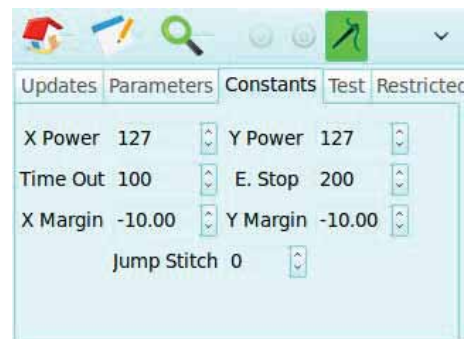 Updates Parameters Constants Test Restricted
X Power 127 Y Power 127
Time Out 100 E. Stop 200
X Margin -10.00 Y Margin -10.00
Jump Stitch 0